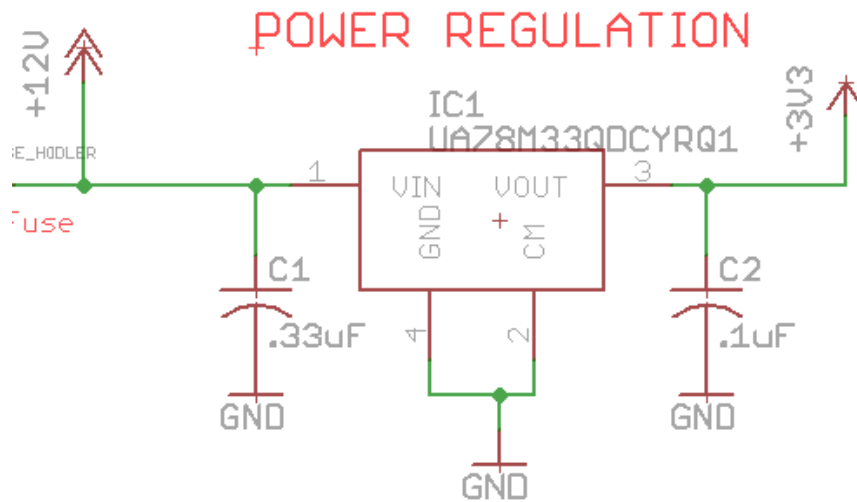 POWER REGULATION
+12V
+3V3
IC1
UA78M33QDCYRQ1
1
VIN
VOUT
3
GND
CM
Fuse
C1
.33uF
4
2
C2
.1uF
GND
GND
GND